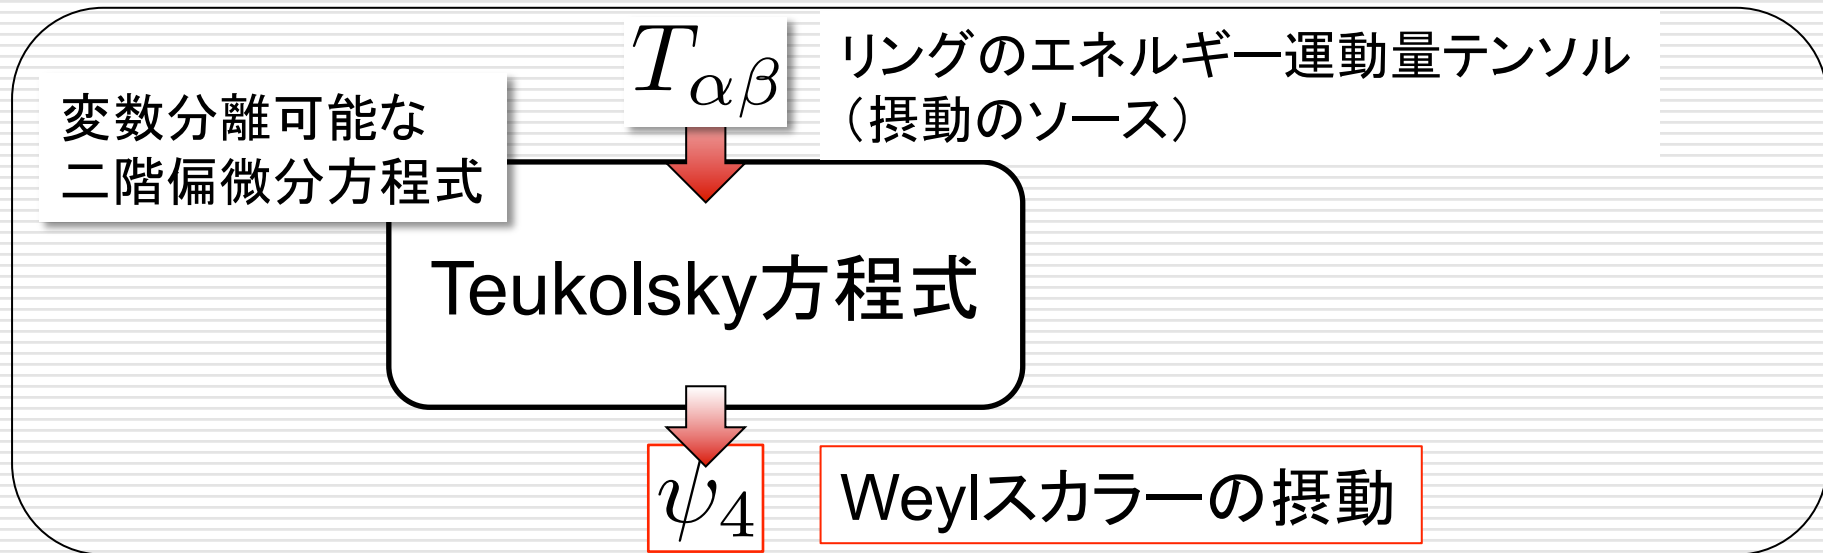 T_{αβ}
リングのエネルギー運動量テンソル
（摂動のソース）
変数分離可能な
二階偏微分方程式
Teukolsky方程式
ψ_4
Weylスカラーの摂動